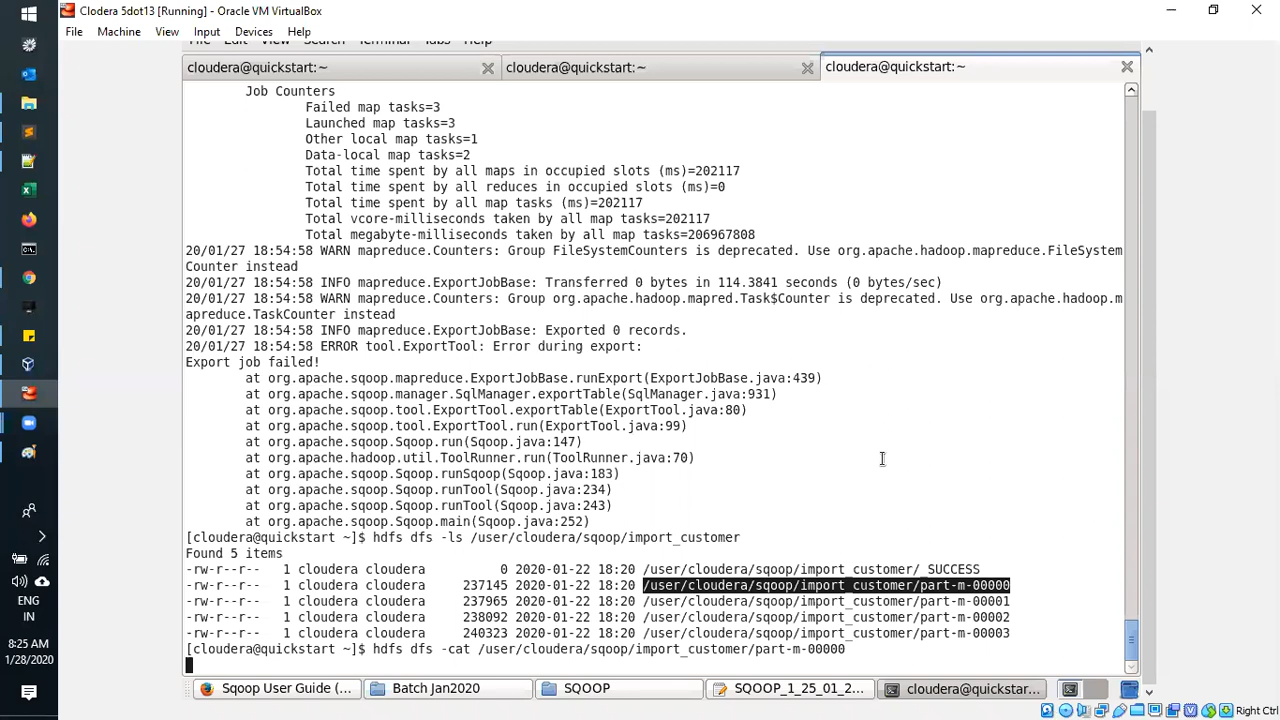 Clodera 5dot13 [Running] - Oracle VM VirtualBox
File Machine View Input Devices Help
File Edit View Search Terminal Tabs Help
cloudera@quickstart:~ cloudera@quickstart:~ cloudera@quickstart:~
Job Counters
Failed map tasks=3
Launched map tasks=3
Other local map tasks=1
Data-local map tasks=2
Total time spent by all maps in occupied slots (ms)=202117
Total time spent by all reduces in occupied slots (ms)=0
Total time spent by all map tasks (ms)=202117
Total vcore-milliseconds taken by all map tasks=202117
Total megabyte-milliseconds taken by all map tasks=206967808
20/01/27 18:54:58 WARN mapreduce.Counters: Group FileSystemCounters is deprecated. Use org.apache.hadoop.mapreduce.FileSystem
Counter instead
20/01/27 18:54:58 INFO mapreduce.ExportJobBase: Transferred 0 bytes in 114.3841 seconds (0 bytes/sec)
20/01/27 18:54:58 WARN mapreduce.Counters: Group org.apache.hadoop.mapred.Task$Counter is deprecated. Use org.apache.hadoop.m
apreduce.TaskCounter instead
20/01/27 18:54:58 INFO mapreduce.ExportJobBase: Exported 0 records.
20/01/27 18:54:58 ERROR tool.ExportTool: Error during export:
Export job failed!
at org.apache.sqoop.mapreduce.ExportJobBase.runExport(ExportJobBase.java:439)
at org.apache.sqoop.manager.SqlManager.exportTable(SqlManager.java:931)
at org.apache.sqoop.tool.ExportTool.exportTable(ExportTool.java:80)
at org.apache.sqoop.tool.ExportTool.run(ExportTool.java:99)
at org.apache.sqoop.Sqoop.run(Sqoop.java:147)
at org.apache.hadoop.util.ToolRunner.run(ToolRunner.java:70)
at org.apache.sqoop.Sqoop.runSqoop(Sqoop.java:183)
at org.apache.sqoop.Sqoop.runTool(Sqoop.java:234)
at org.apache.sqoop.Sqoop.runTool(Sqoop.java:243)
at org.apache.sqoop.Sqoop.main(Sqoop.java:252)
[cloudera@quickstart ~]$ hdfs dfs -ls /user/cloudera/sqoop/import_customer
Found 5 items
-rw-r--r-- 1 cloudera cloudera 0 2020-01-22 18:20 /user/cloudera/sqoop/import_customer/_SUCCESS
-rw-r--r-- 1 cloudera cloudera 237145 2020-01-22 18:20 /user/cloudera/sqoop/import_customer/part-m-00000
-rw-r--r-- 1 cloudera cloudera 237965 2020-01-22 18:20 /user/cloudera/sqoop/import_customer/part-m-00001
-rw-r--r-- 1 cloudera cloudera 238092 2020-01-22 18:20 /user/cloudera/sqoop/import_customer/part-m-00002
-rw-r--r-- 1 cloudera cloudera 240323 2020-01-22 18:20 /user/cloudera/sqoop/import_customer/part-m-00003
[cloudera@quickstart ~]$ hdfs dfs -cat /user/cloudera/sqoop/import_customer/part-m-00000
ENG
IN
8:25 AM
1/28/2020
Sqoop User Guide (... Batch Jan2020 SQOOP SQOOP_1_25_01_2... cloudera@quickstar...
Right Ctrl